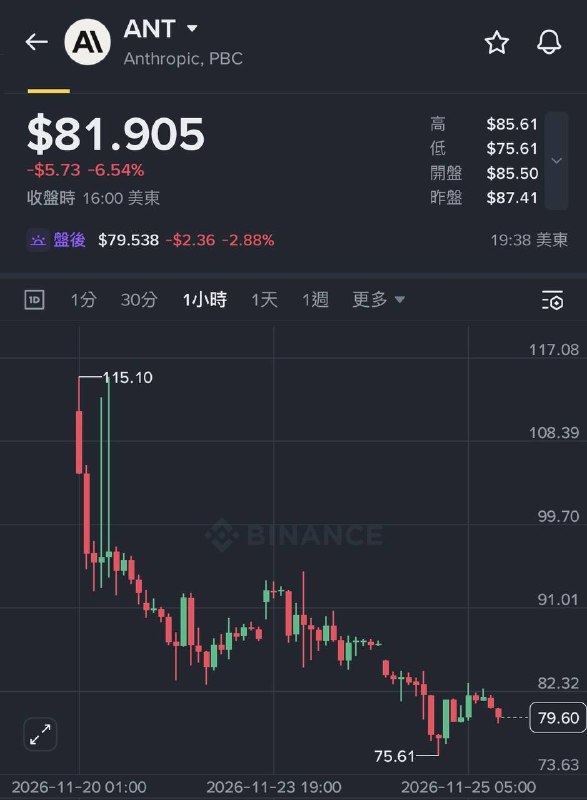 ANT
Anthropic, PBC
$81.905
-$5.73 -6.54%
收盤時 16:00 美東
高 $85.61
低 $75.61
開盤 $85.50
昨盤 $87.41
盤後 $79.538 -$2.36 -2.88%
19:38 美東
1D 1分 30分 1小時 1天 1週 更多
117.08
115.10
108.39
99.70
BINANCE
91.01
82.32
79.60
75.61
73.63
2026-11-20 01:00 2026-11-23 19:00 2026-11-25 05:00